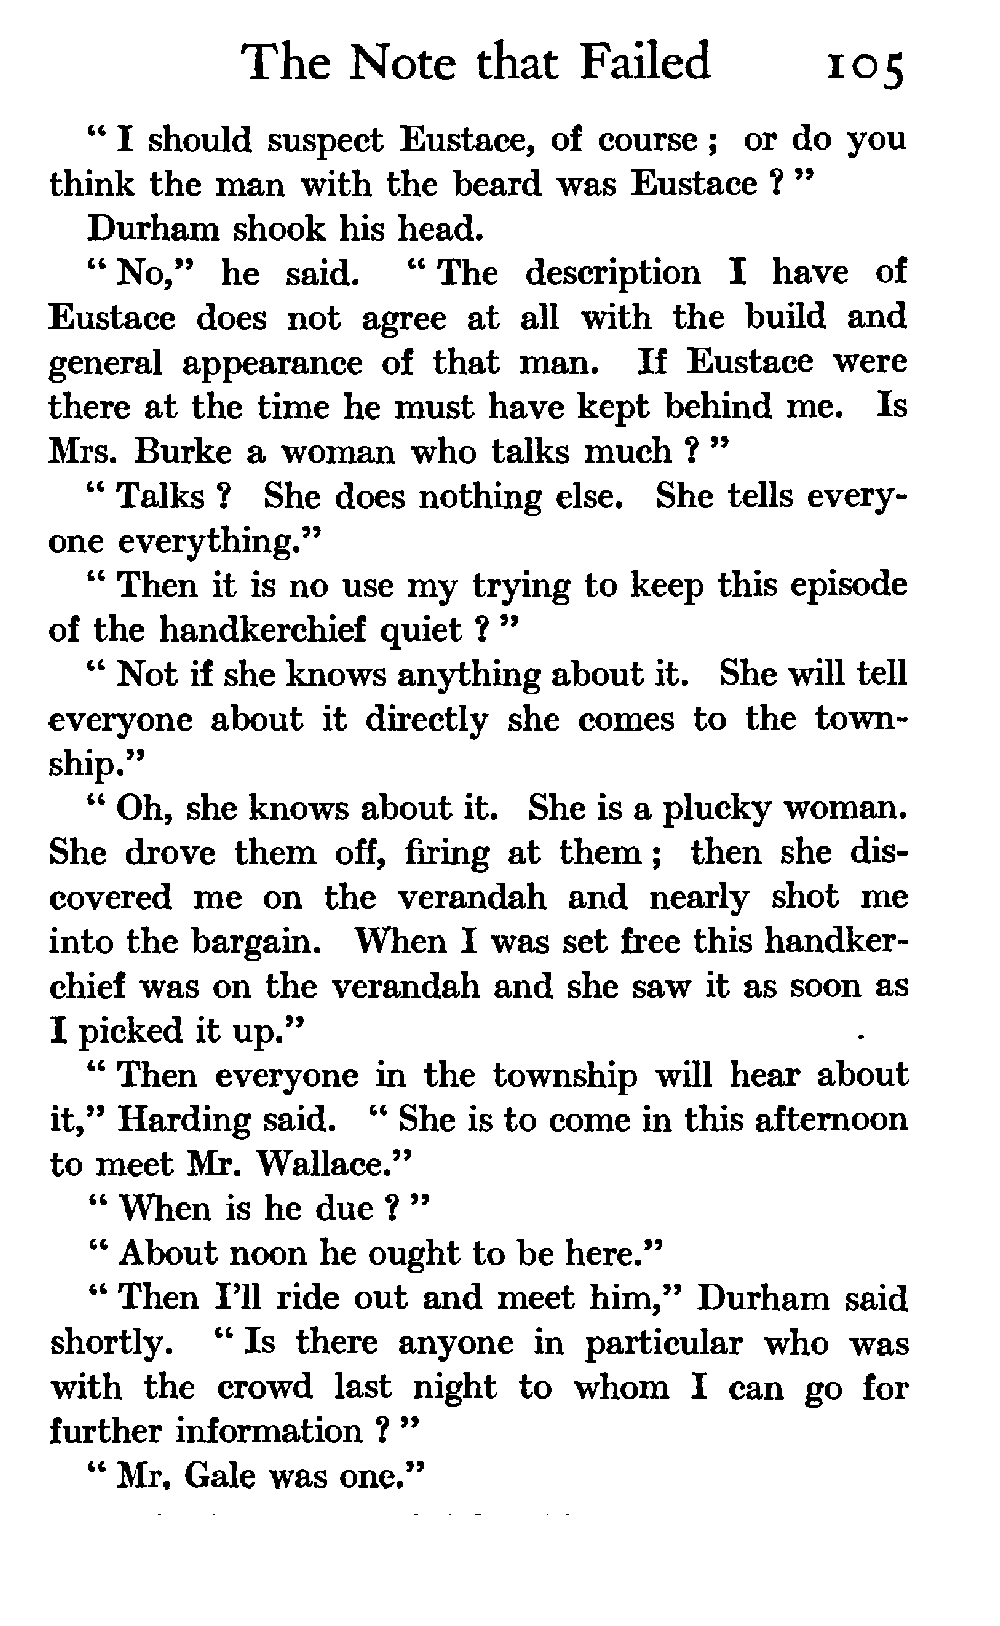 The Note that Failed 105
“ I should suspect Eustace, of course ; or do you
think the man with the beard was Eustace ? ”
Durham shook his head.
“ No,” he said. “ The description I have of
Eustace does not agree at all with the build and
general appearance of that man. If Eustace were
there at the time he must have kept behind me. Is
Mrs. Burke a woman who talks much ? ”
“ Talks ? She does nothing else. She tells every-
one everything.”
“ Then it is no use my trying to keep this episode
of the handkerchief quiet ? ”
“ Not if she knows anything about it. She will tell
everyone about it directly she comes to the town-
ship.”
“ Oh, she knows about it. She is a plucky woman.
She drove them off, firing at them ; then she dis-
covered me on the verandah and nearly shot me
into the bargain. When I was set free this handker-
chief was on the verandah and she saw it as soon as
I picked it up.”
“ Then everyone in the township will hear about
it,” Harding said. “ She is to come in this afternoon
to meet Mr. Wallace.”
“ When is he due ? ”
“ About noon he ought to be here.”
“ Then I’ll ride out and meet him,” Durham said
shortly. “ Is there anyone in particular who was
with the crowd last night to whom I can go for
further information ? ”
“ Mr. Gale was one.”